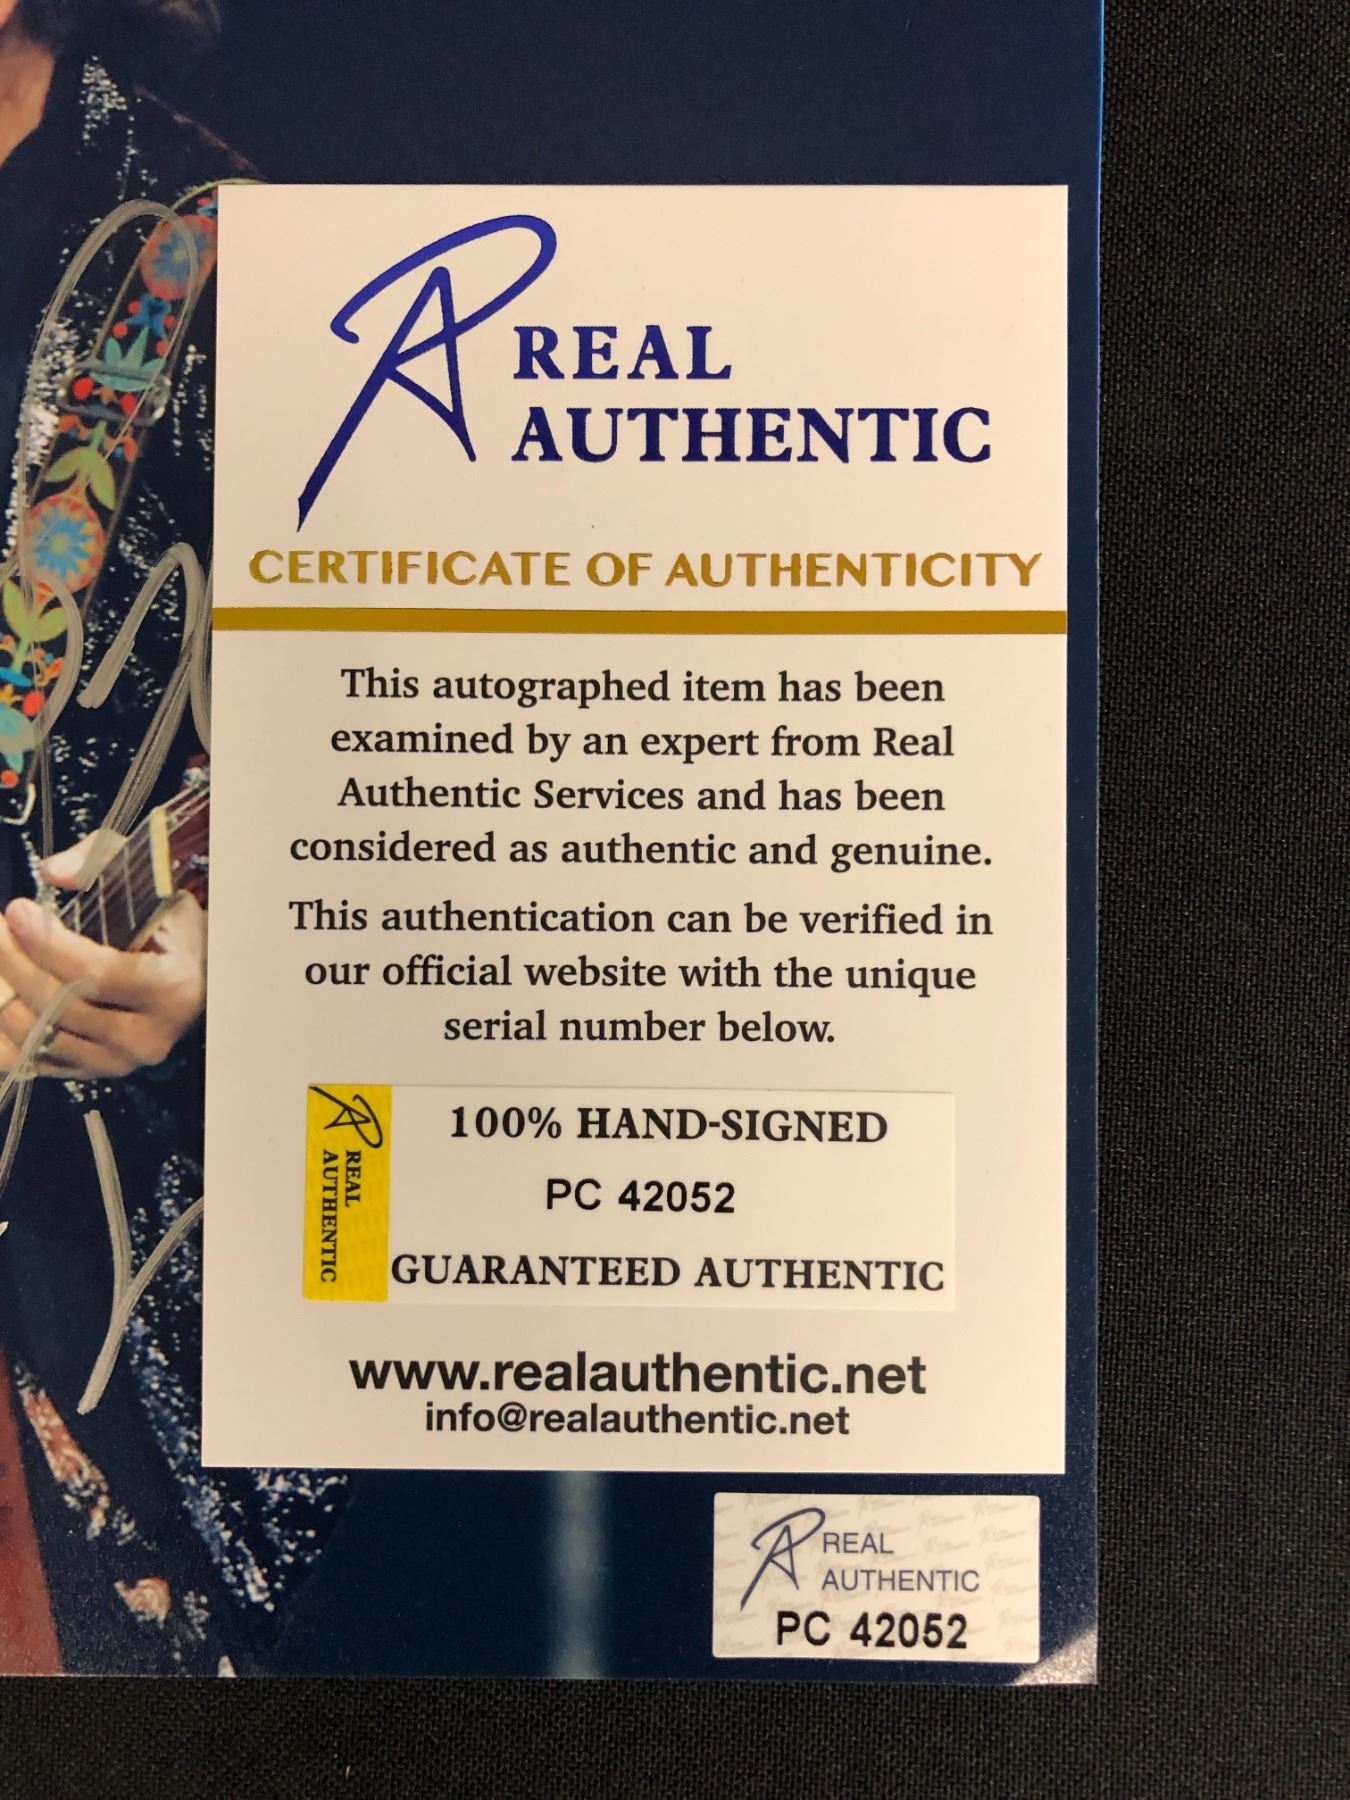 REAL
AUTHENTIC
CERTIFICATE OF AUTHENTICITY
This autographed item has been
examined by an expert from Real
Authentic Services and has been
considered as authentic and genuine.
This authentication can be verified in
our official website with the unique
serial number below.
REAL
AUTHENTIC
100% HAND-SIGNED
PC 42052
GUARANTEED AUTHENTIC
www.realauthentic.net
info@realauthentic.net
REAL
AUTHENTIC
PC 42052